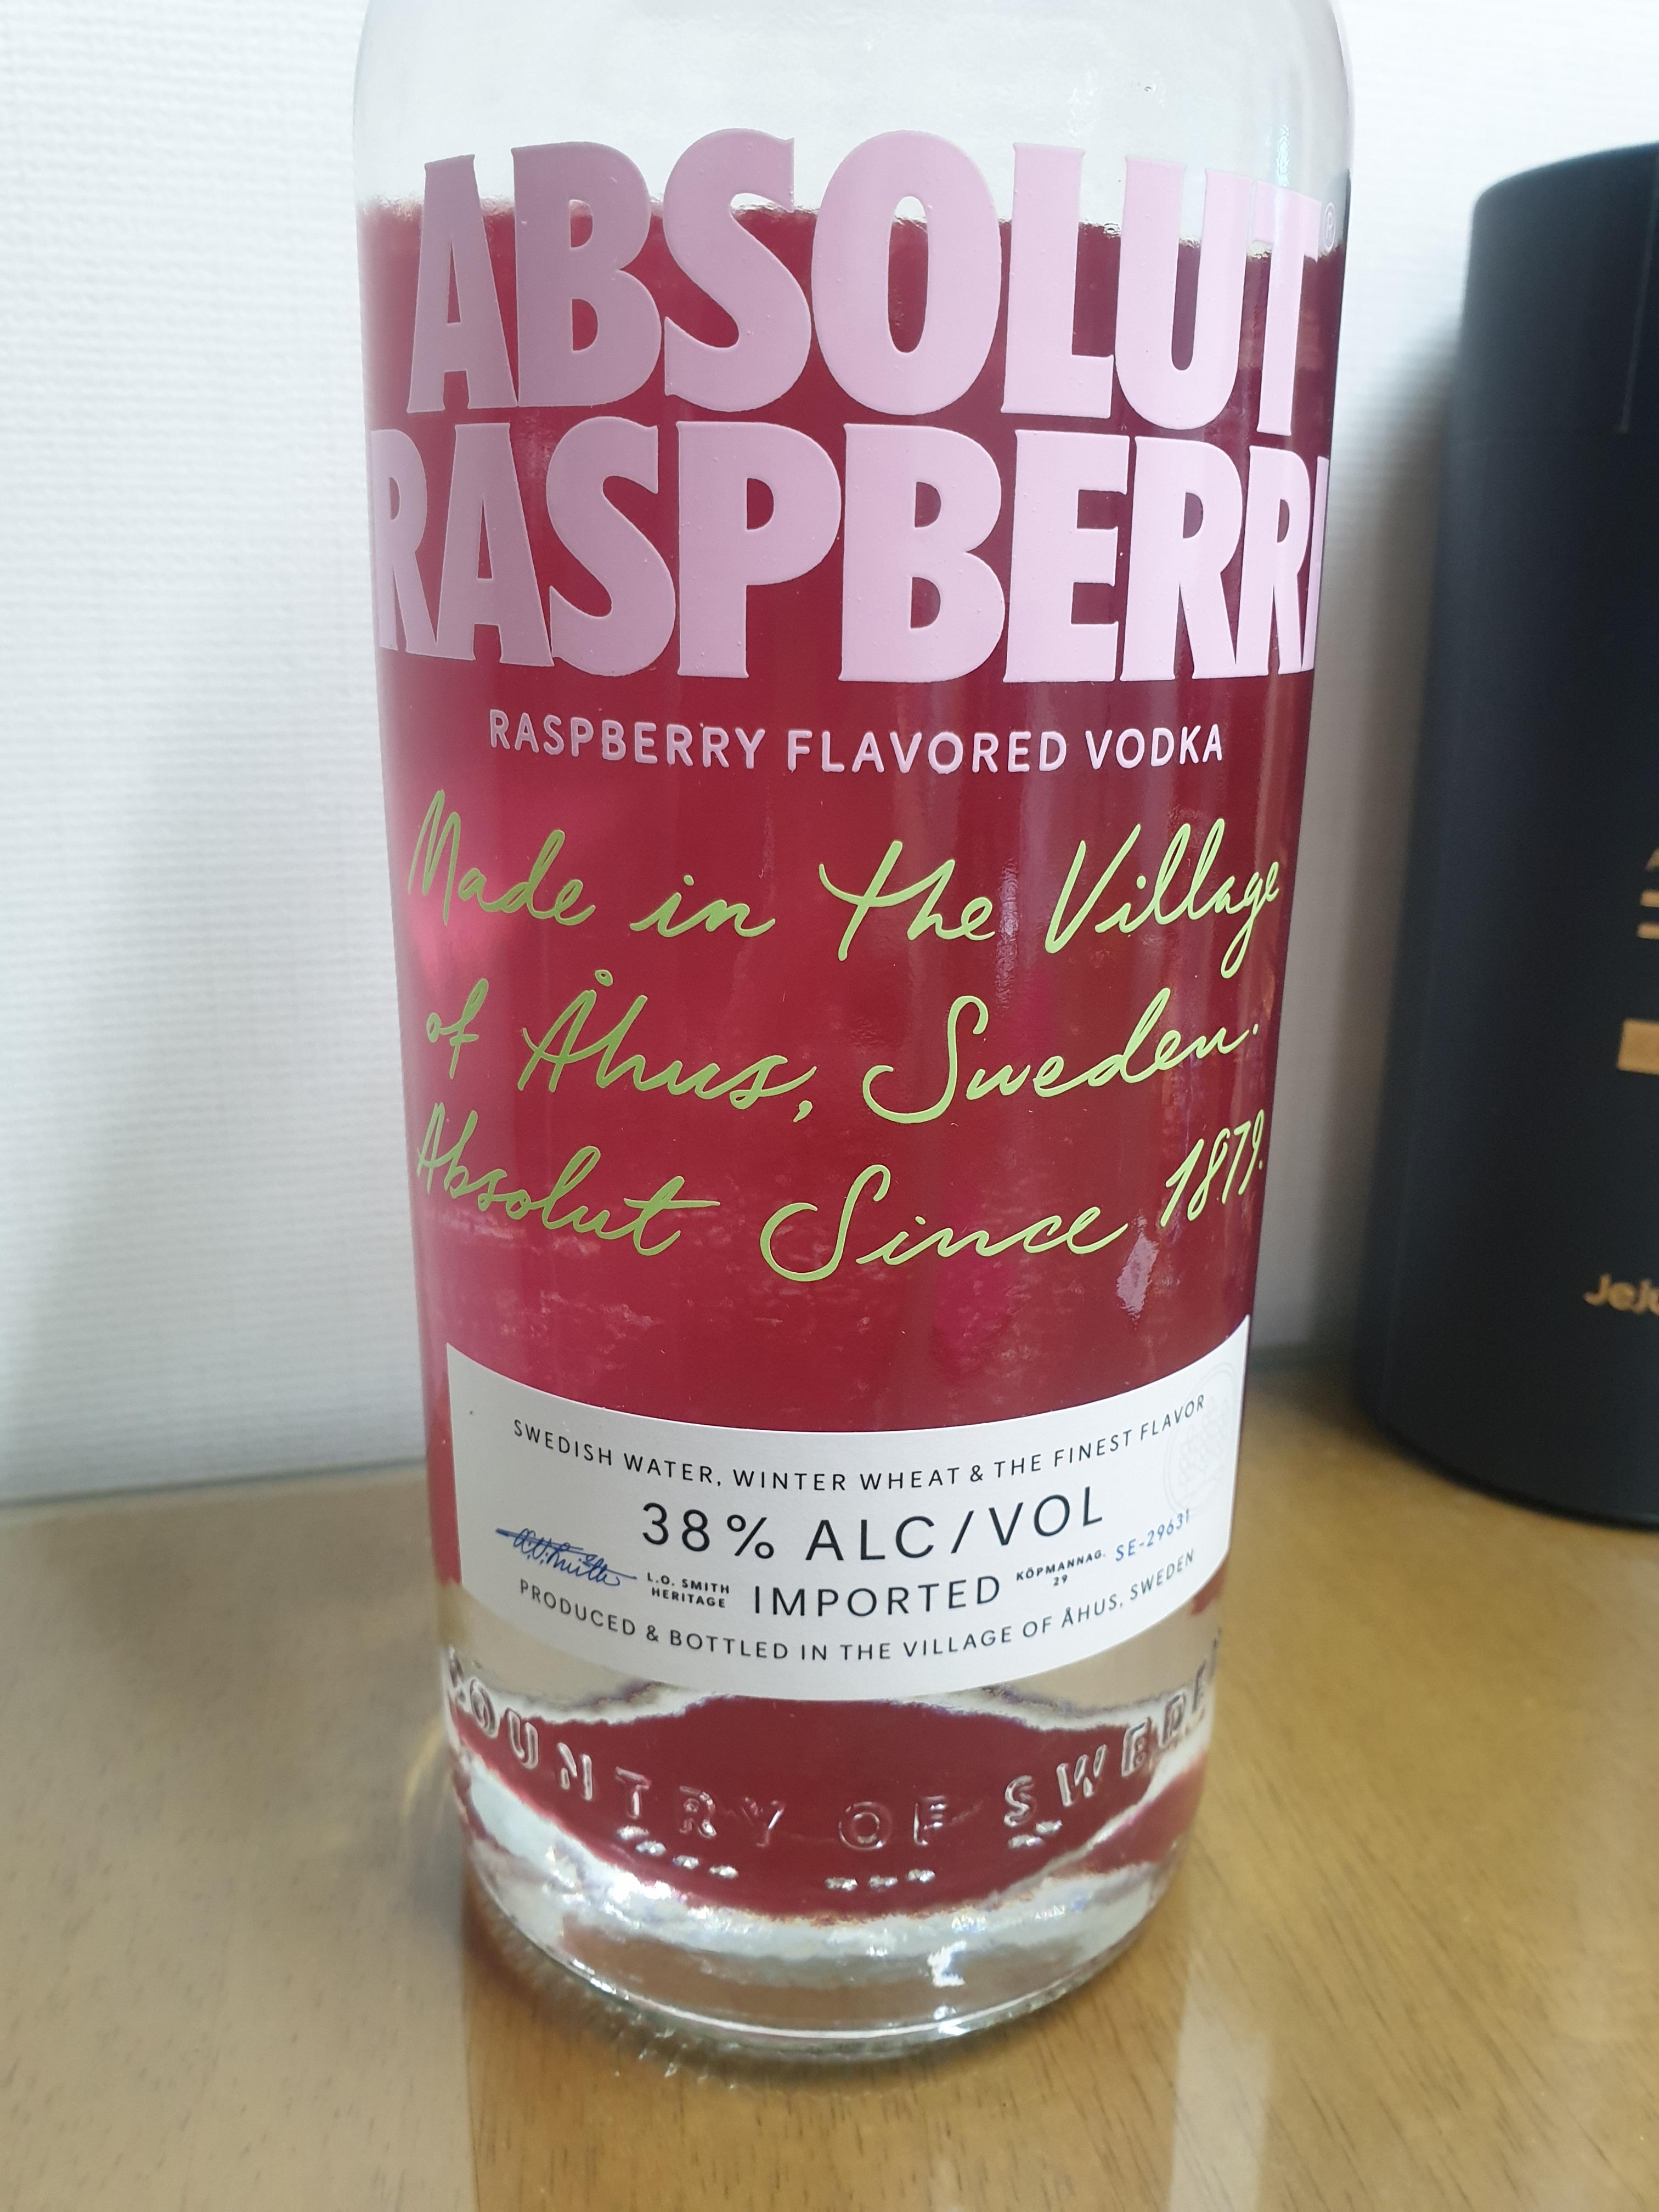 ABSOLUT®
RASPBERRI
RASPBERRY FLAVORED VODKA
Made in the Village
of Åhus, Sweden.
Absolut Since 1879.
SWEDISH WATER, WINTER WHEAT & THE FINEST FLAVOR
38% ALC/VOL
L.O. SMITH
HERITAGE
IMPORTED
KÖPMANNAG.
29
SE-29631
PRODUCED & BOTTLED IN THE VILLAGE OF ÅHUS, SWEDEN
COUNTRY OF SWEDEN